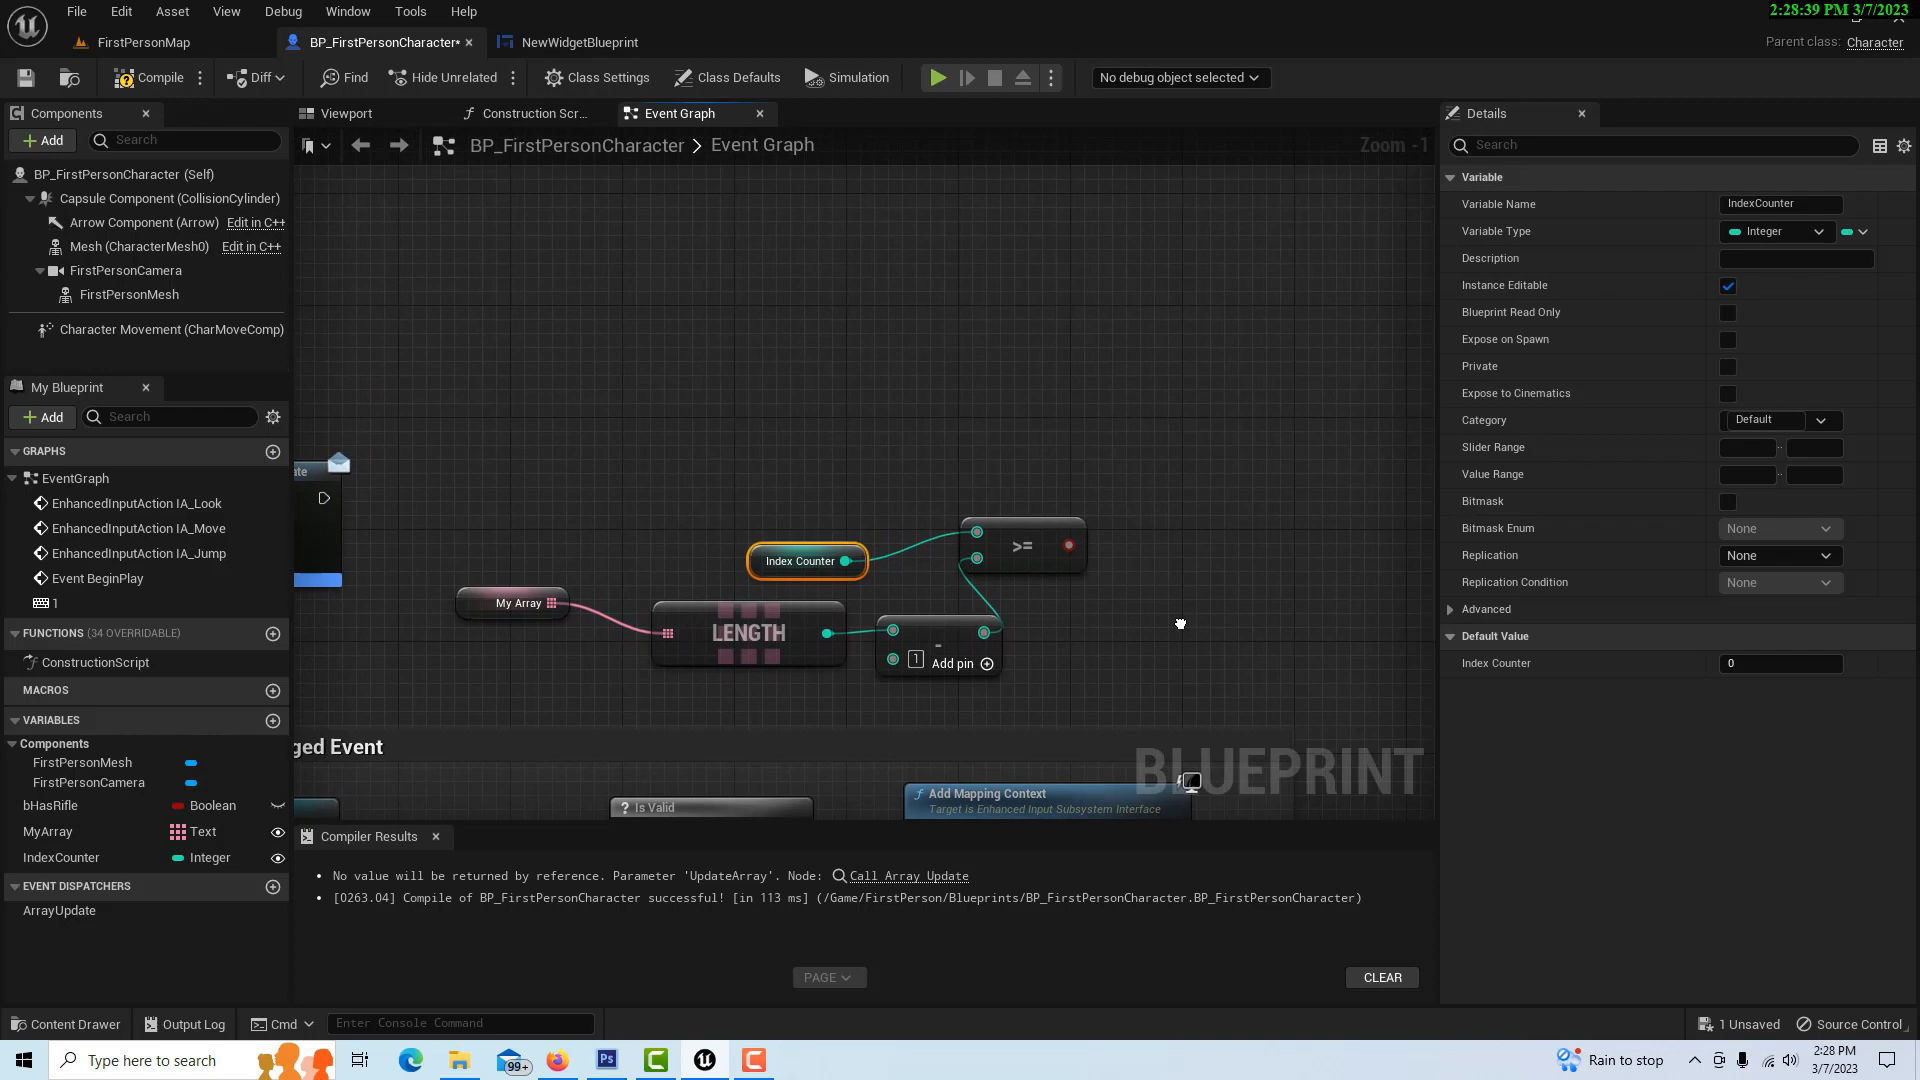 File Edit Asset View Debug Window Tools Help
2:28:39 PM 3/7/2023
FirstPersonMap
BP_FirstPersonCharacter*
NewWidgetBlueprint
Parent class: Character
Compile
Diff
Find
Hide Unrelated
Class Settings
Class Defaults
Simulation
No debug object selected
Components
Add
Search
BP_FirstPersonCharacter (Self)
Capsule Component (CollisionCylinder)
Arrow Component (Arrow) Edit in C++
Mesh (CharacterMesh0) Edit in C++
FirstPersonCamera
FirstPersonMesh
Character Movement (CharMoveComp)
My Blueprint
Add
Search
GRAPHS
EventGraph
EnhancedInputAction IA_Look
EnhancedInputAction IA_Move
EnhancedInputAction IA_Jump
Event BeginPlay
1
FUNCTIONS (34 OVERRIDABLE)
ConstructionScript
MACROS
VARIABLES
Components
FirstPersonMesh
FirstPersonCamera
bHasRifle Boolean
MyArray Text
IndexCounter Integer
EVENT DISPATCHERS
ArrayUpdate
Viewport
Construction Scr...
Event Graph
BP_FirstPersonCharacter > Event Graph
Zoom -1
ate
Index Counter
>=
My Array
LENGTH
-
1
Add pin
ged Event
BLUEPRINT
? Is Valid
f Add Mapping Context
Target is Enhanced Input Subsystem Interface
Compiler Results
No value will be returned by reference. Parameter 'UpdateArray'. Node: Call Array Update
[0263.04] Compile of BP_FirstPersonCharacter successful! [in 113 ms] (/Game/FirstPerson/Blueprints/BP_FirstPersonCharacter.BP_FirstPersonCharacter)
PAGE
CLEAR
Details
Search
Variable
Variable Name IndexCounter
Variable Type Integer
Description
Instance Editable
Blueprint Read Only
Expose on Spawn
Private
Expose to Cinematics
Category Default
Slider Range
Value Range
Bitmask
Bitmask Enum None
Replication None
Replication Condition None
Advanced
Default Value
Index Counter 0
Content Drawer
Output Log
Cmd
Enter Console Command
1 Unsaved
Source Control
Type here to search
99+
Ps
Rain to stop
2:28 PM
3/7/2023